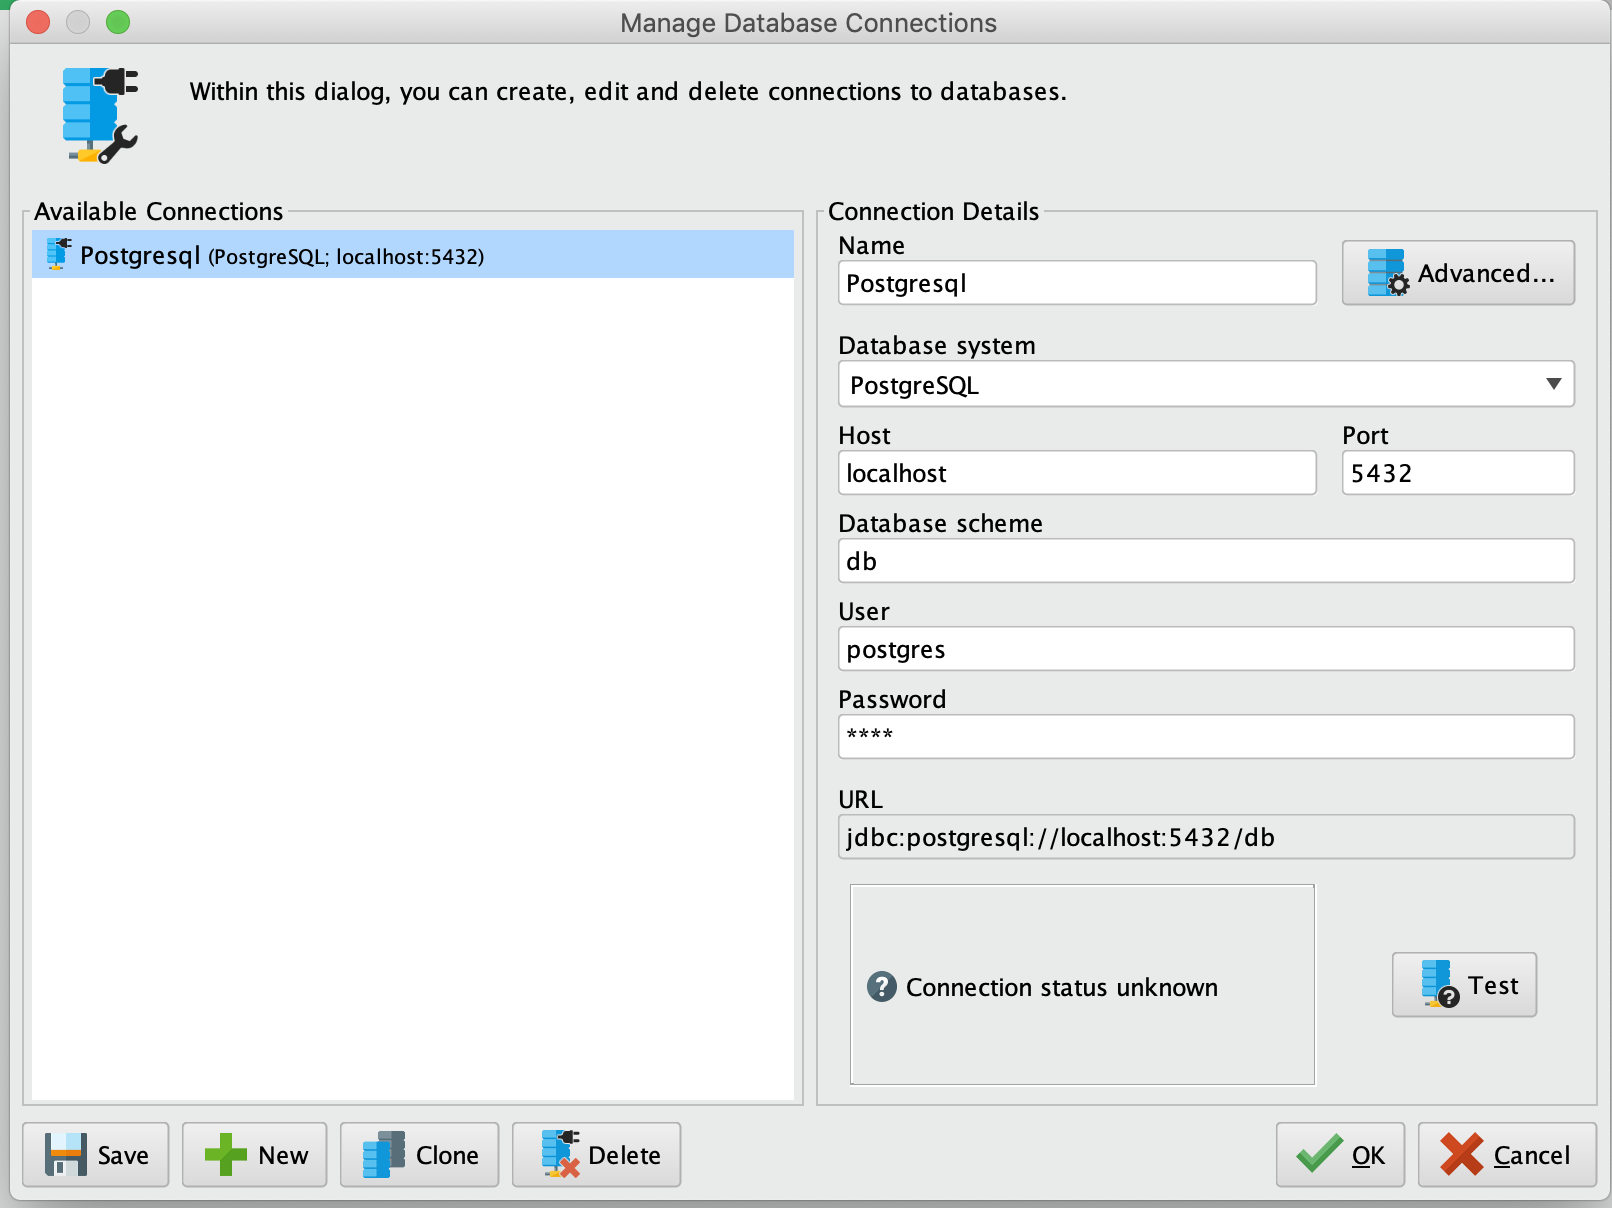 Manage Database Connections
Within this dialog, you can create, edit and delete connections to databases.
Available Connections
Postgresql (PostgreSQL; localhost:5432)
Connection Details
Name
Postgresql
Advanced...
Database system
PostgreSQL
Host
Port
localhost
5432
Database scheme
db
User
postgres
Password
****
URL
jdbc:postgresql://localhost:5432/db
? Connection status unknown
? Test
Save
New
Clone
Delete
OK
Cancel